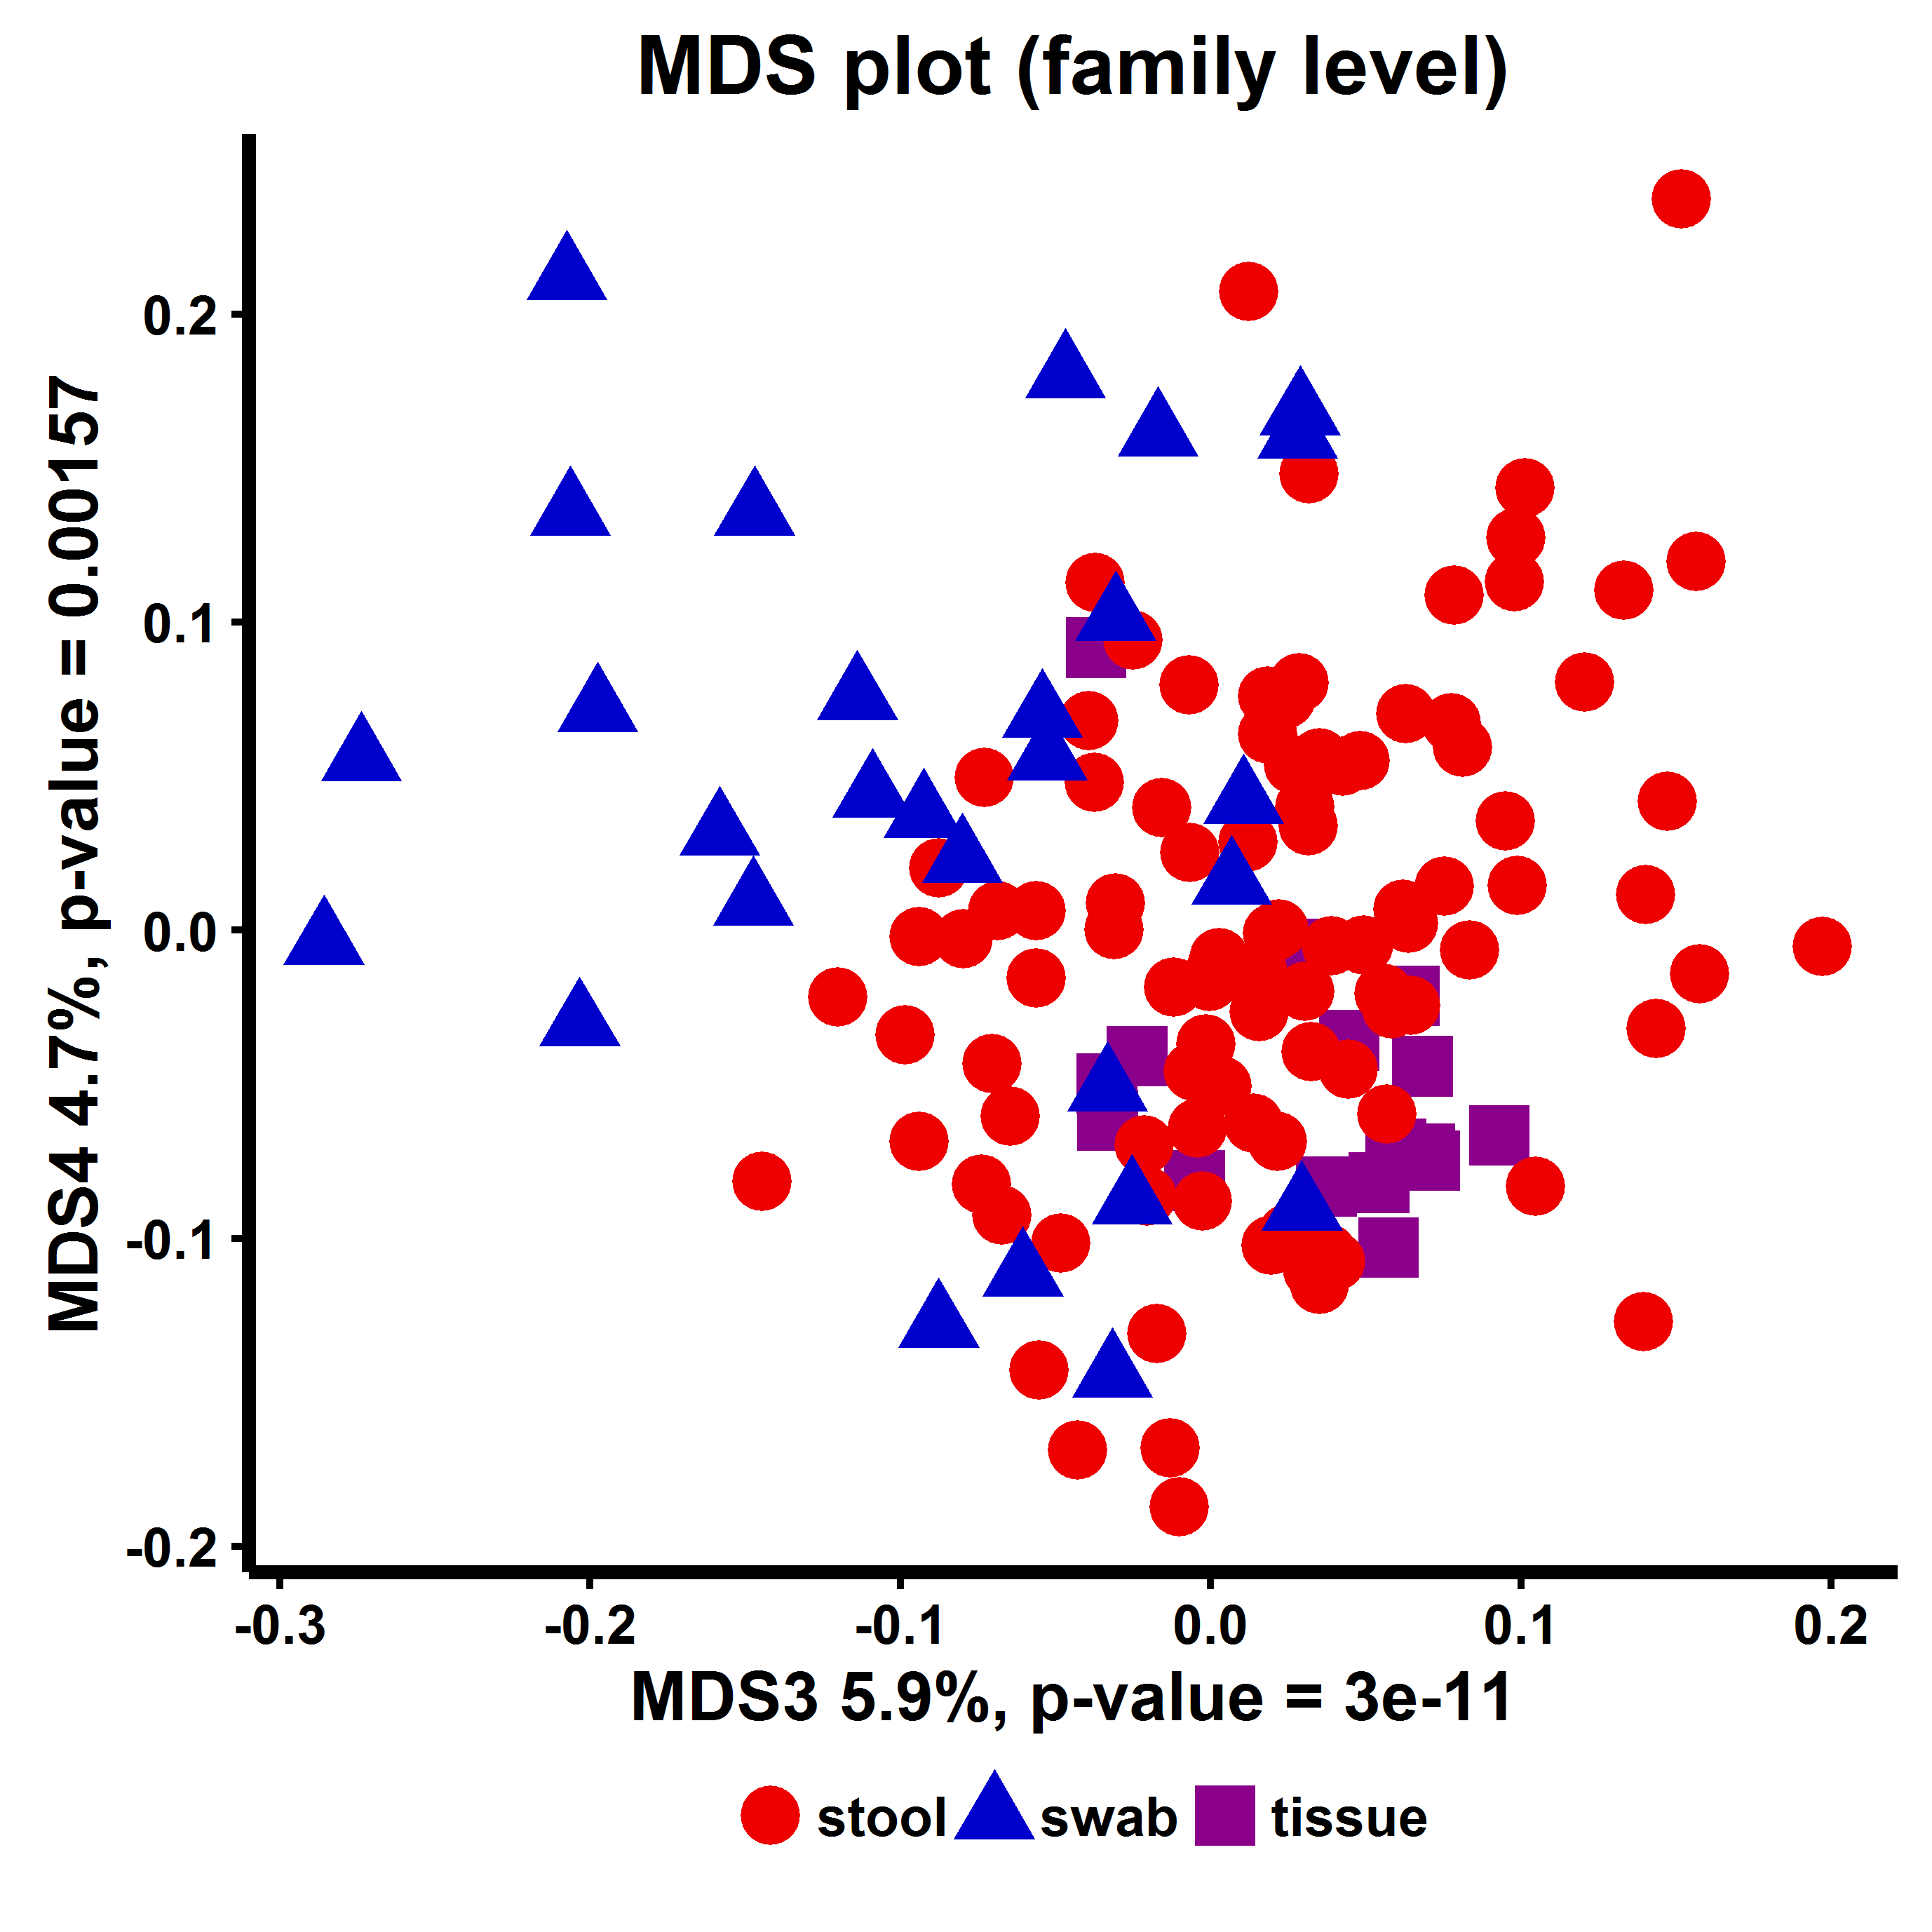 MDS plot (family level)
MDS4 4.7%, p-value = 0.00157
0.2
0.1
0.0
-0.1
-0.2
-0.3 -0.2 -0.1 0.0 0.1 0.2
MDS3 5.9%, p-value = 3e-11
stool swab tissue